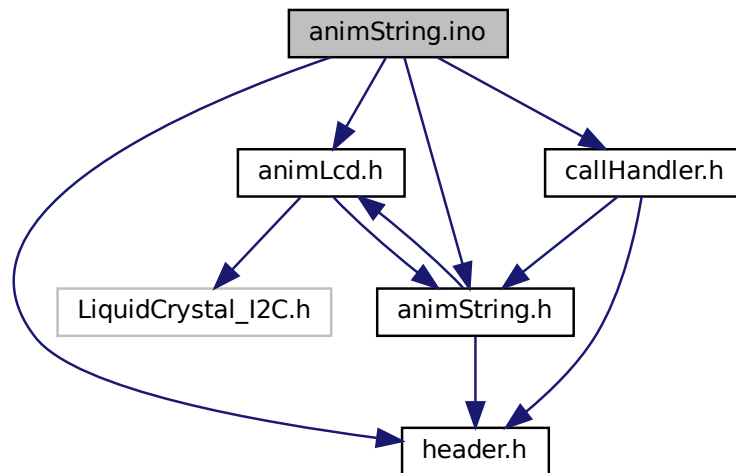 animString.ino
animLcd.h
callHandler.h
LiquidCrystal_I2C.h
animString.h
header.h